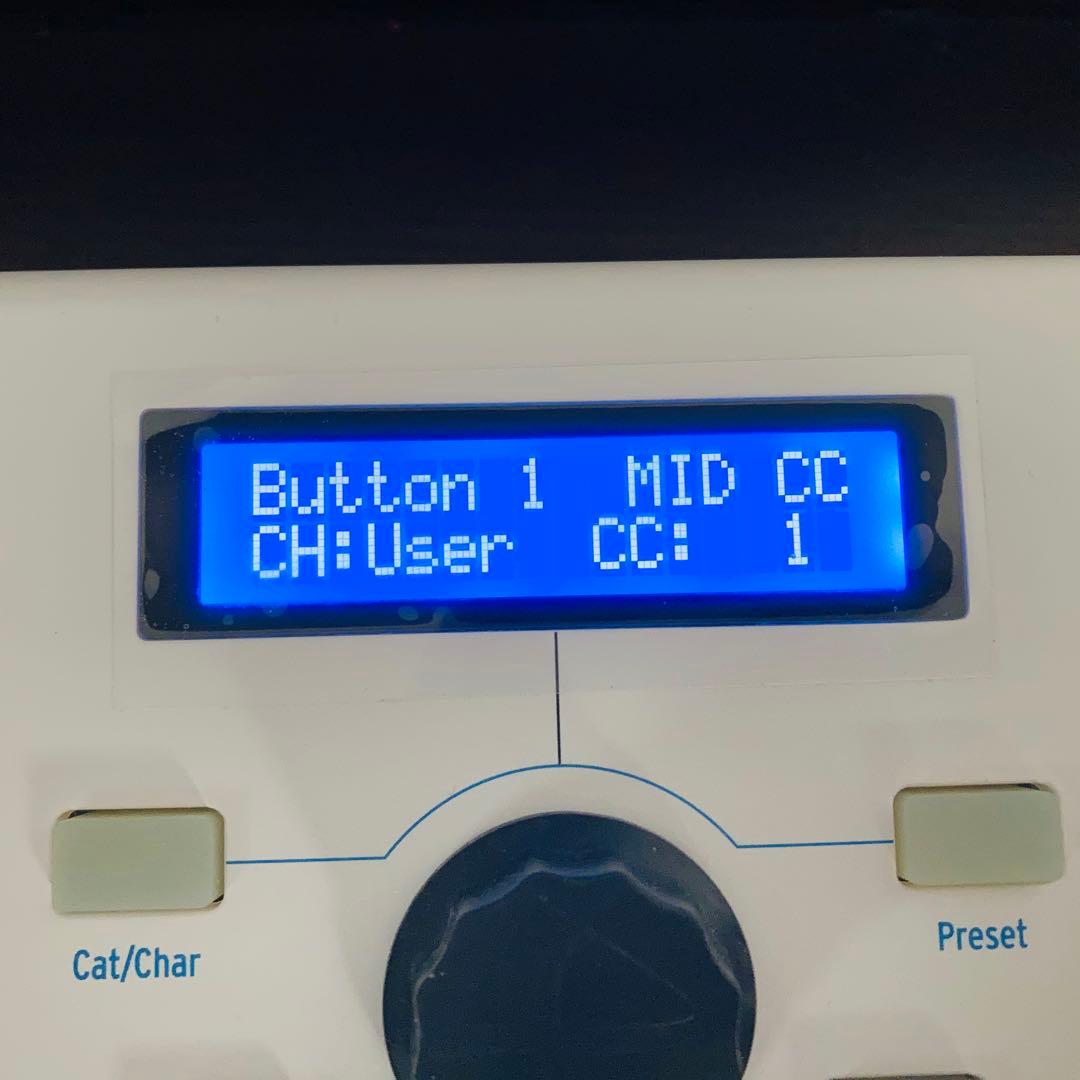 Button 1 MID CC
CH:User CC: 1
Cat/Char
Preset